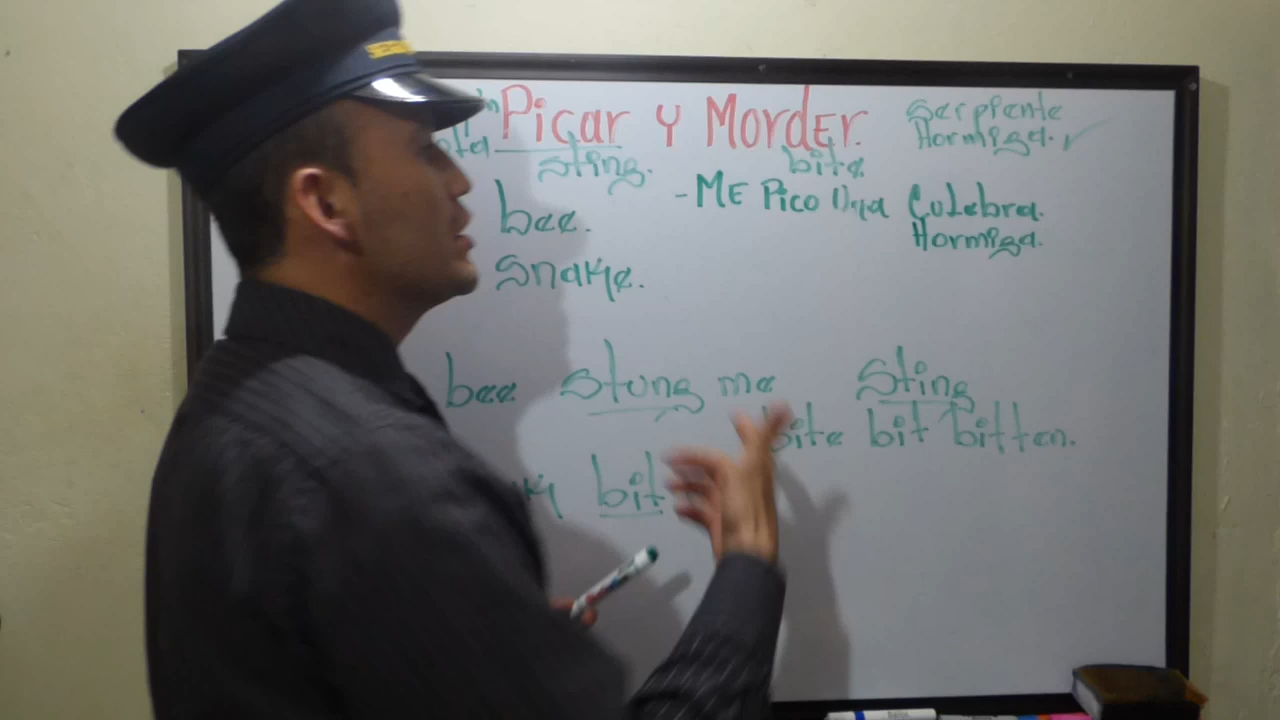 Picar y MordEr.
sting. bite
Serpiente
Hormiga.
- ME Pico Una Culebra.
Hormiga.
bee.
Snake.
bee stung me
Sting
bite bit bitten.
bit